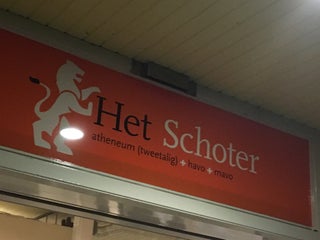 Het Schoter
atheneum (tweetalig) + havo + mavo